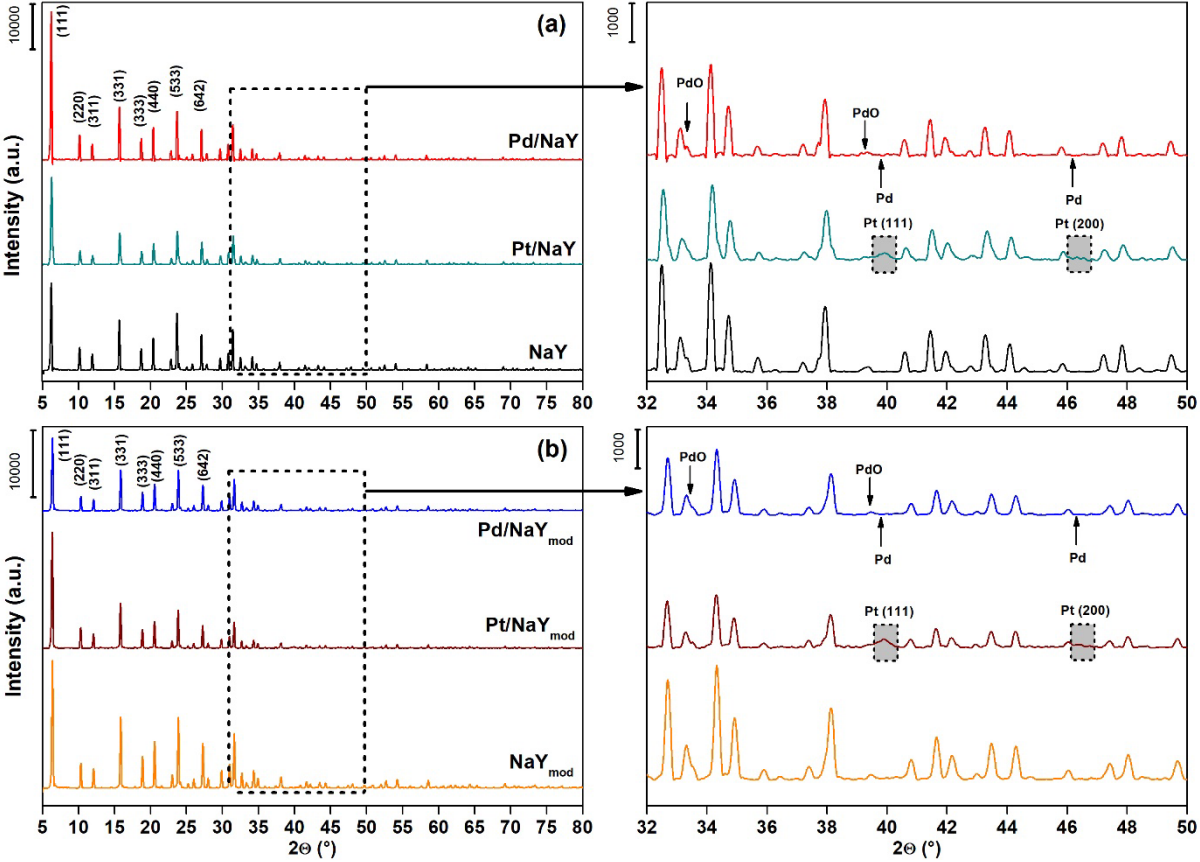 10000
(111)
(220)
(311)
(331)
(333)
(440)
(533)
(642)
(a)
Pd/NaY
Pt/NaY
NaY
Intensity (a.u.)
5 10 15 20 25 30 35 40 45 50 55 60 65 70 75 80
1000
PdO
PdO
Pd
Pd
Pt (111)
Pt (200)
32 34 36 38 40 42 44 46 48 50
10000
(111)
(220)
(311)
(331)
(333)
(440)
(533)
(642)
(b)
Pd/NaYmod
Pt/NaYmod
NaYmod
Intensity (a.u.)
5 10 15 20 25 30 35 40 45 50 55 60 65 70 75 80
2Θ (°)
1000
PdO
PdO
Pd
Pd
Pt (111)
Pt (200)
32 34 36 38 40 42 44 46 48 50
2Θ (°)